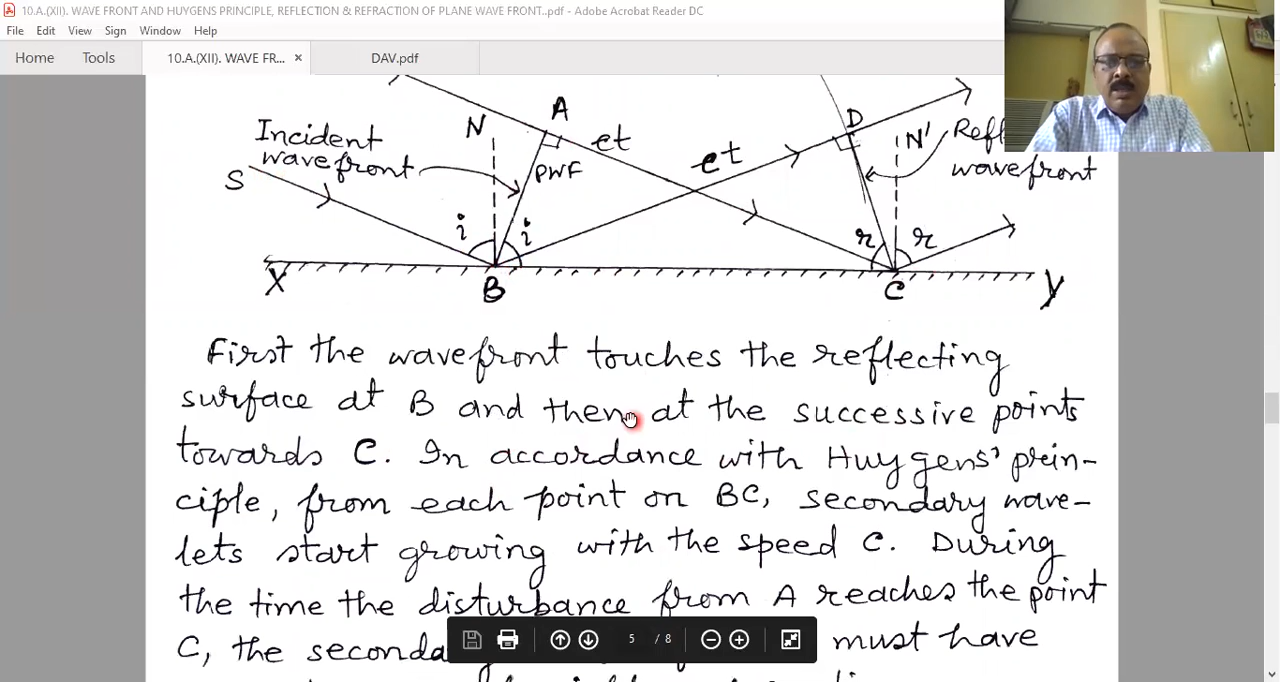 10.A.(XII). WAVE FRONT AND HUYGENS PRINCIPLE, REFLECTION & REFRACTION OF PLANE WAVE FRONT..pdf - Adobe Acrobat Reader DC
File Edit View Sign Window Help
Home Tools 10.A.(XII). WAVE FR... × DAV.pdf
A D
N N'
Incident
wavefront
Refl
wavefront
ct ct
PWF
S
i i r r
X B C Y
First the wavefront touches the reflecting
surface at B and then at the successive points
towards C. In accordance with Huygens' prin-
ciple, from each point on BC, secondary wave-
lets start growing with the speed C. During
the time the disturbance from A reaches the point
C, the seconda must have
5 / 8